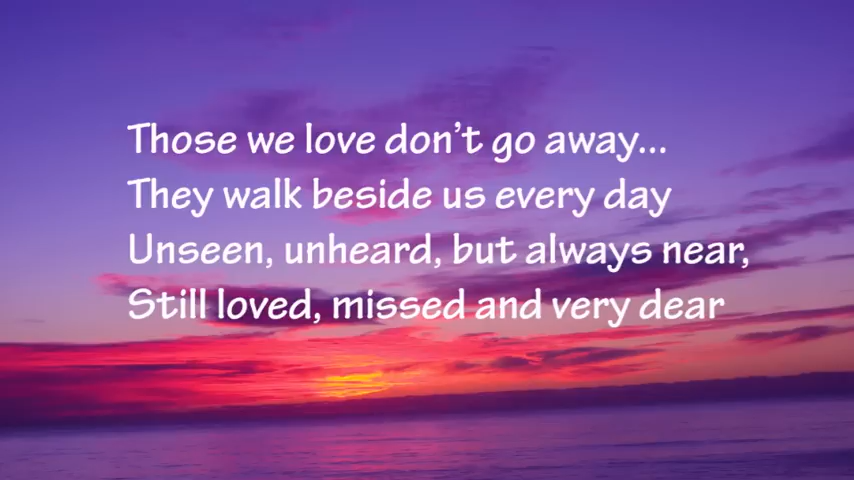 Those we love don’t go away...
They walk beside us every day
Unseen, unheard, but always near,
Still loved, missed and very dear